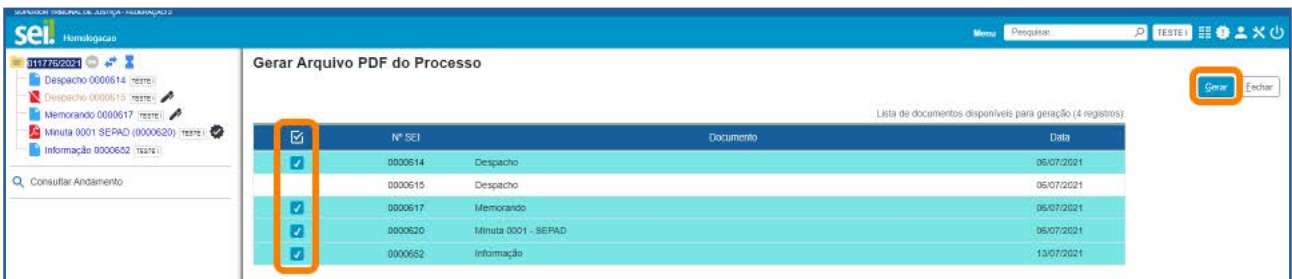 SUPERIOR TRIBUNAL DE JUSTIÇA - FEDERAÇÃO 2
sei! Homologacao
Menu Pesquisar... TESTE I
011776/2021
Despacho 0000614 TESTE I
Despacho 0000615 TESTE I
Memorando 0000617 TESTE I
Minuta 0001 SEPAD (0000620) TESTE I
Informação 0000652 TESTE I
Consultar Andamento
Gerar Arquivo PDF do Processo
Gerar Fechar
Lista de documentos disponíveis para geração (4 registros):
Nº SEI Documento Data
0000614 Despacho 06/07/2021
0000615 Despacho 06/07/2021
0000617 Memorando 06/07/2021
0000620 Minuta 0001 - SEPAD 06/07/2021
0000652 Informação 13/07/2021